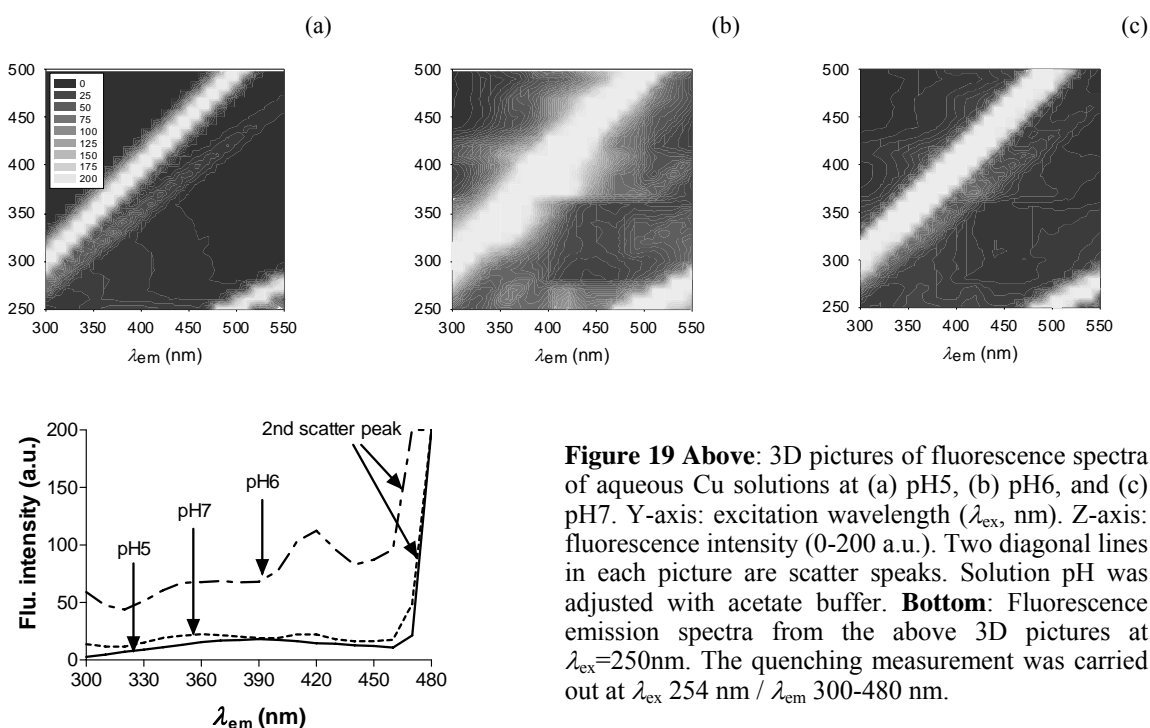 (a)
(b)
(c)
500
450
400
350
300
250
0
25
50
75
100
125
150
175
200
300 350 400 450 500 550
λem (nm)
500
450
400
350
300
250
300 350 400 450 500 550
λem (nm)
500
450
400
350
300
250
300 350 400 450 500 550
λem (nm)
Flu. intensity (a.u.)
200
150
100
50
0
2nd scatter peak
pH6
pH7
pH5
300 330 360 390 420 450 480
λem (nm)
Figure 19 Above: 3D pictures of fluorescence spectra
of aqueous Cu solutions at (a) pH5, (b) pH6, and (c)
pH7. Y-axis: excitation wavelength (λex, nm). Z-axis:
fluorescence intensity (0-200 a.u.). Two diagonal lines
in each picture are scatter speaks. Solution pH was
adjusted with acetate buffer. Bottom: Fluorescence
emission spectra from the above 3D pictures at
λex=250nm. The quenching measurement was carried
out at λex 254 nm / λem 300-480 nm.